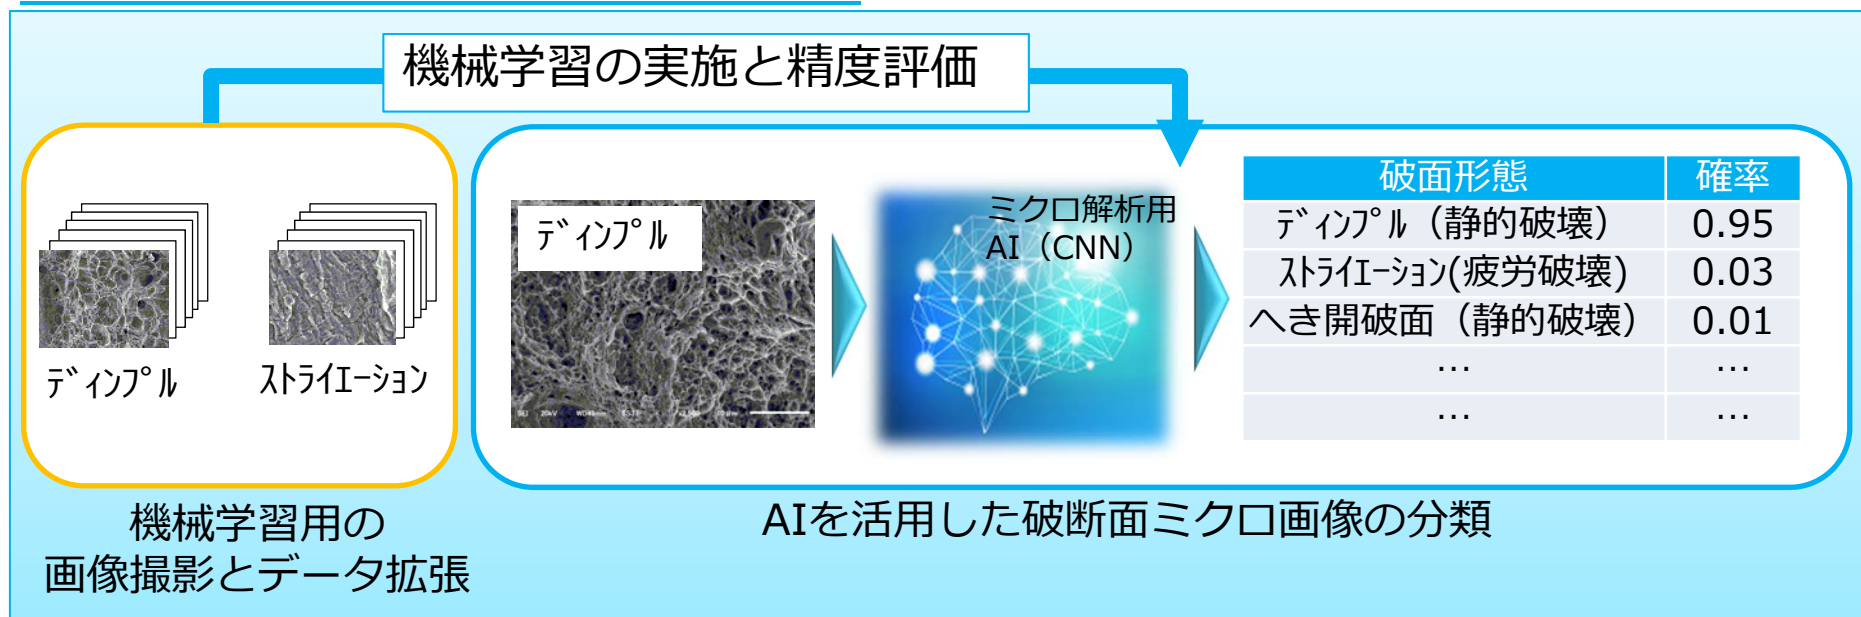 機械学習の実施と精度評価
ﾃﾞｨﾝﾌﾟﾙ
ｽﾄﾗｲｴｰｼｮﾝ
機械学習用の
画像撮影とデータ拡張
ﾃﾞｨﾝﾌﾟﾙ
SEI 20kV
ミクロ解析用
AI（CNN）
破面形態 確率
ﾃﾞｨﾝﾌﾟﾙ（静的破壊） 0.95
ｽﾄﾗｲｴｰｼｮﾝ(疲労破壊) 0.03
へき開破面（静的破壊） 0.01
… …
… …
AIを活用した破断面ミクロ画像の分類